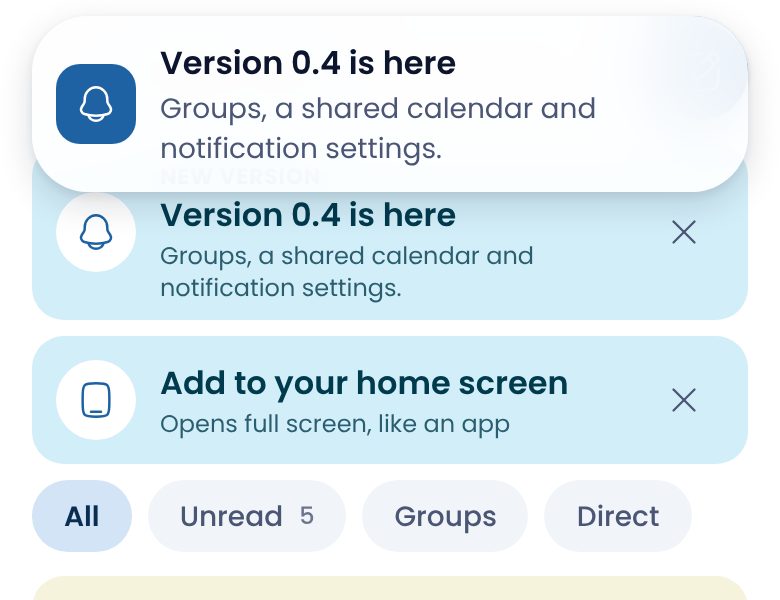 Version 0.4 is here
Groups, a shared calendar and
notification settings.
NEW VERSION
Version 0.4 is here
Groups, a shared calendar and
notification settings.
Add to your home screen
Opens full screen, like an app
All
Unread 5
Groups
Direct